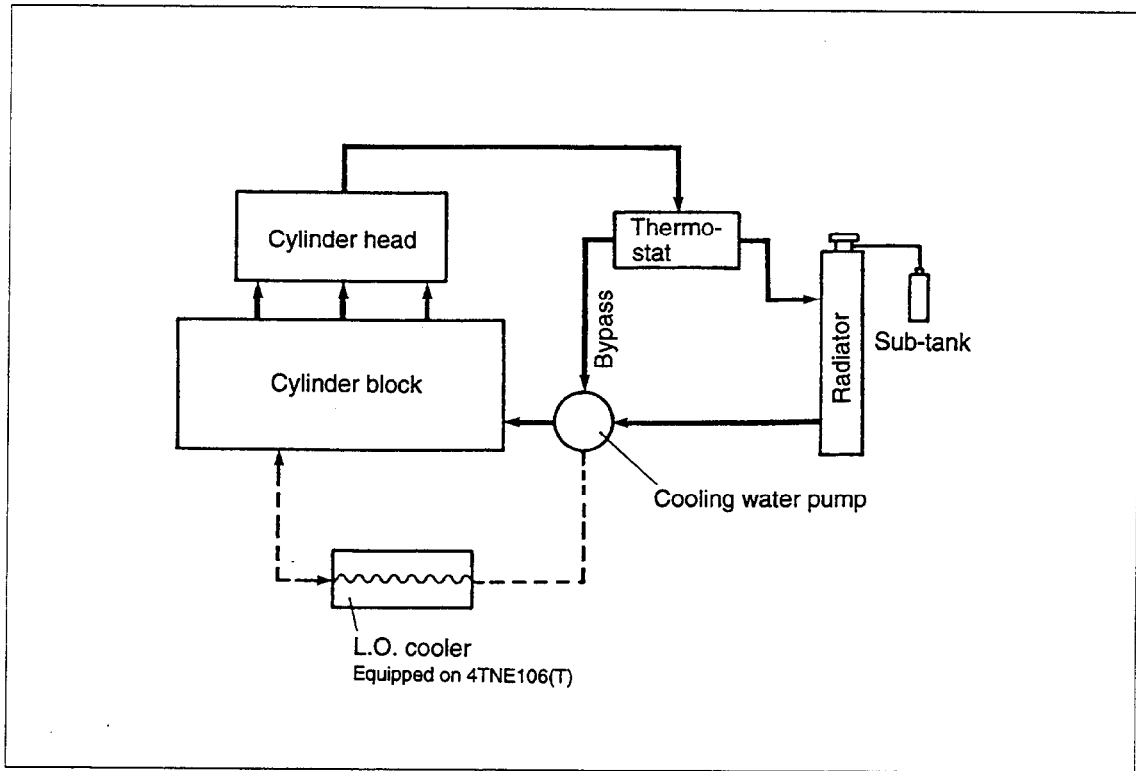 Cylinder head
Thermo-
stat
Bypass
Radiator
Sub-tank
Cylinder block
Cooling water pump
L.O. cooler
Equipped on 4TNE106(T)